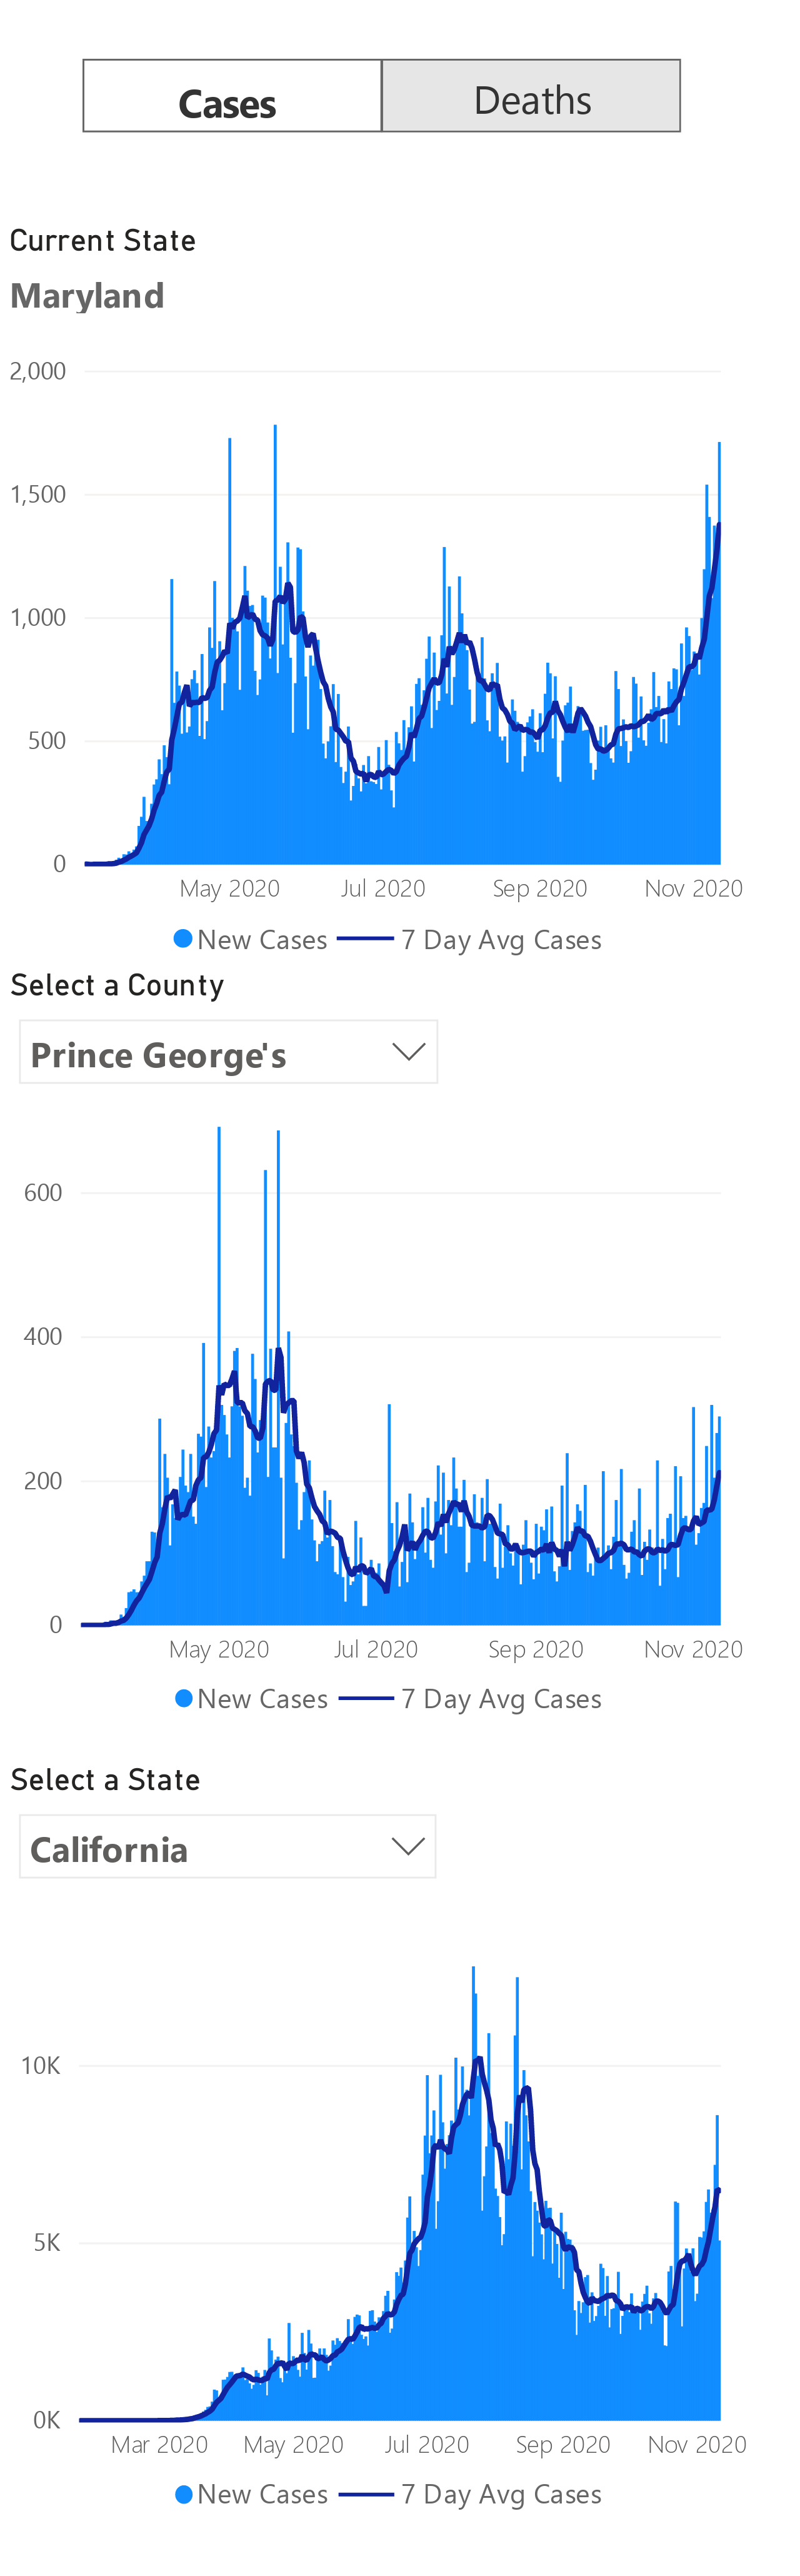 Cases Deaths
Current State
Maryland
2,000
1,500
1,000
500
0
May 2020 Jul 2020 Sep 2020 Nov 2020
New Cases 7 Day Avg Cases
Select a County
Prince George's
600
400
200
0
May 2020 Jul 2020 Sep 2020 Nov 2020
New Cases 7 Day Avg Cases
Select a State
California
10K
5K
0K
Mar 2020 May 2020 Jul 2020 Sep 2020 Nov 2020
New Cases 7 Day Avg Cases